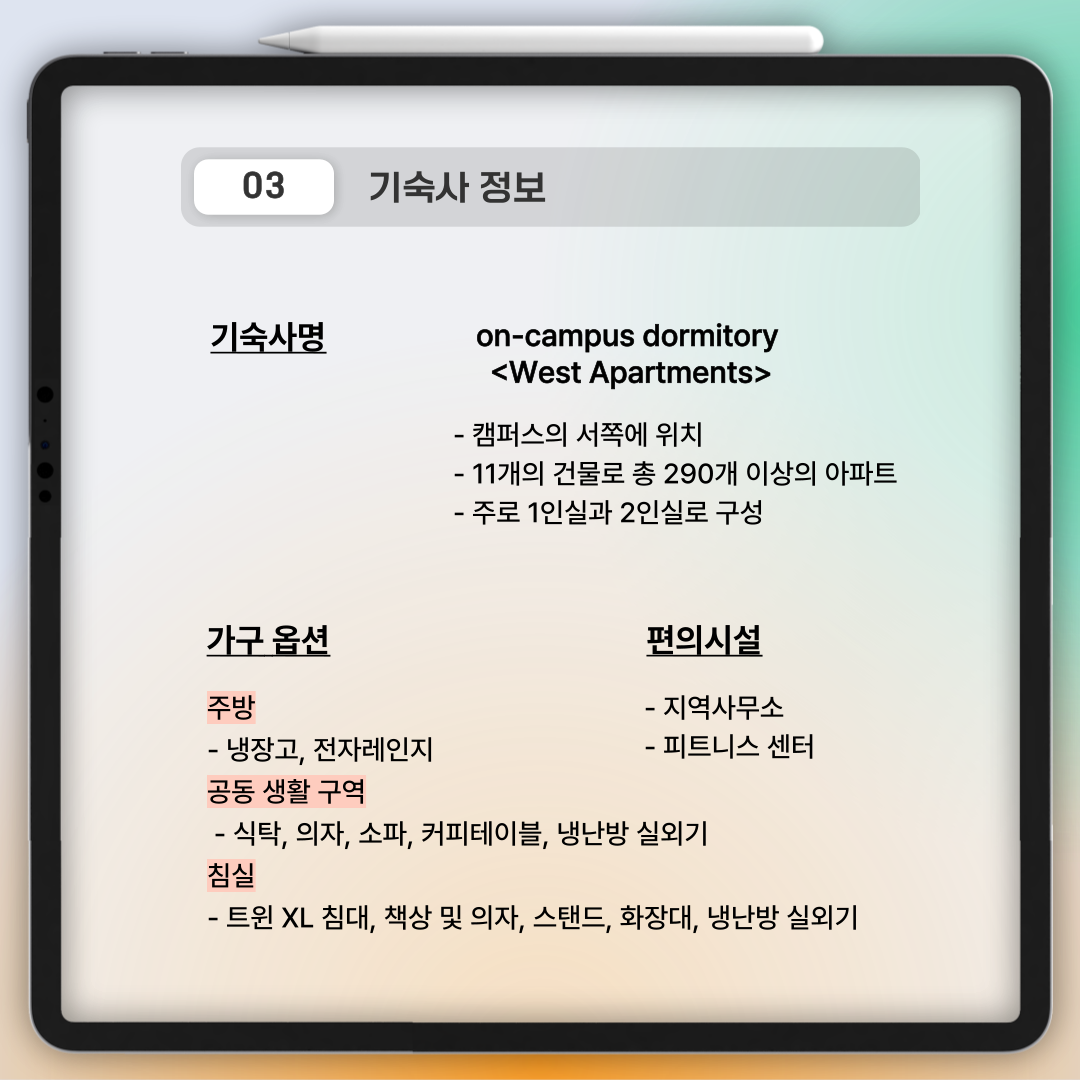 03 기숙사 정보
기숙사명
on-campus dormitory
<West Apartments>
- 캠퍼스의 서쪽에 위치
- 11개의 건물로 총 290개 이상의 아파트
- 주로 1인실과 2인실로 구성
가구 옵션
주방
- 냉장고, 전자레인지
공동 생활 구역
- 식탁, 의자, 소파, 커피테이블, 냉난방 실외기
침실
- 트윈 XL 침대, 책상 및 의자, 스탠드, 화장대, 냉난방 실외기
편의시설
- 지역사무소
- 피트니스 센터